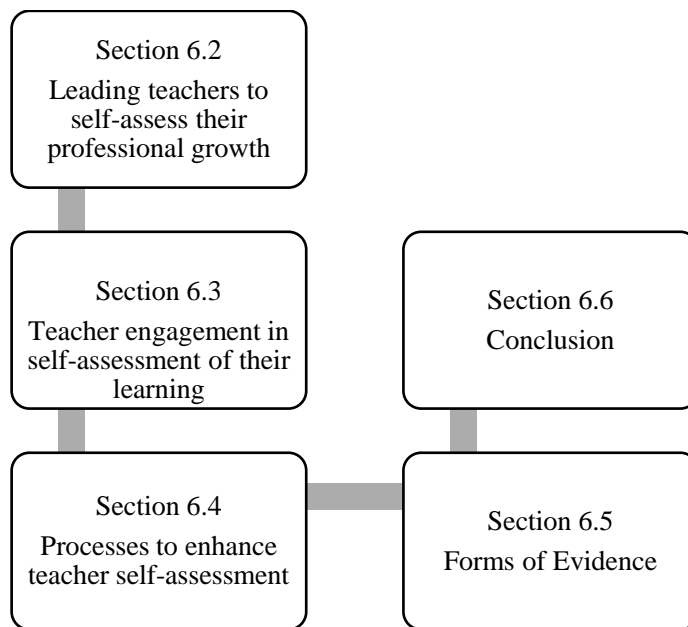 Section 6.2
Leading teachers to
self-assess their
professional growth
Section 6.3
Teacher engagement in
self-assessment of their
learning
Section 6.4
Processes to enhance
teacher self-assessment
Section 6.5
Forms of Evidence
Section 6.6
Conclusion